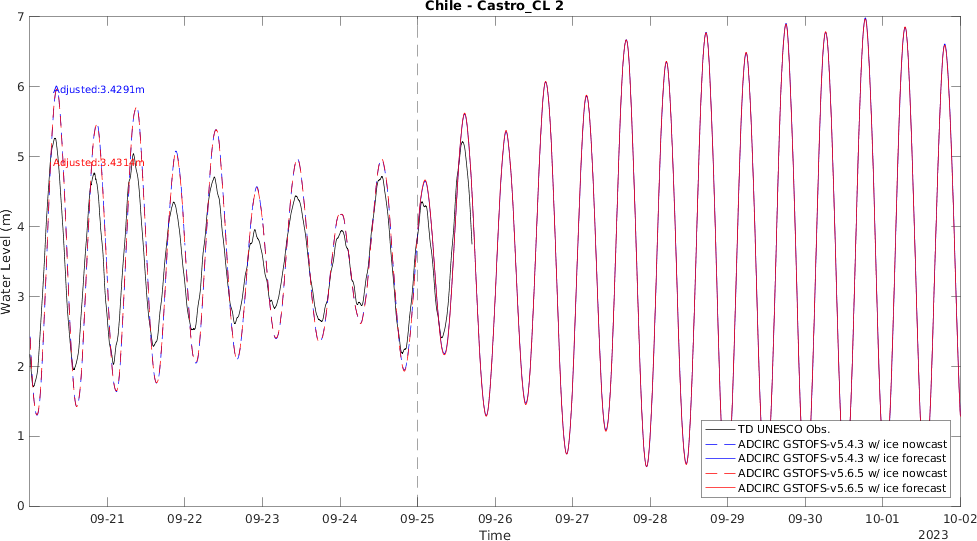 Chile - Castro_CL 2
7
6
5
4
3
2
1
0
Water Level (m)
Adjusted:3.4291m
Adjusted:3.4314m
TD UNESCO Obs.
ADCIRC GSTOFS-v5.4.3 w/ ice nowcast
ADCIRC GSTOFS-v5.4.3 w/ ice forecast
ADCIRC GSTOFS-v5.6.5 w/ ice nowcast
ADCIRC GSTOFS-v5.6.5 w/ ice forecast
09-21 09-22 09-23 09-24 09-25 09-26 09-27 09-28 09-29 09-30 10-01 10-02
Time
2023